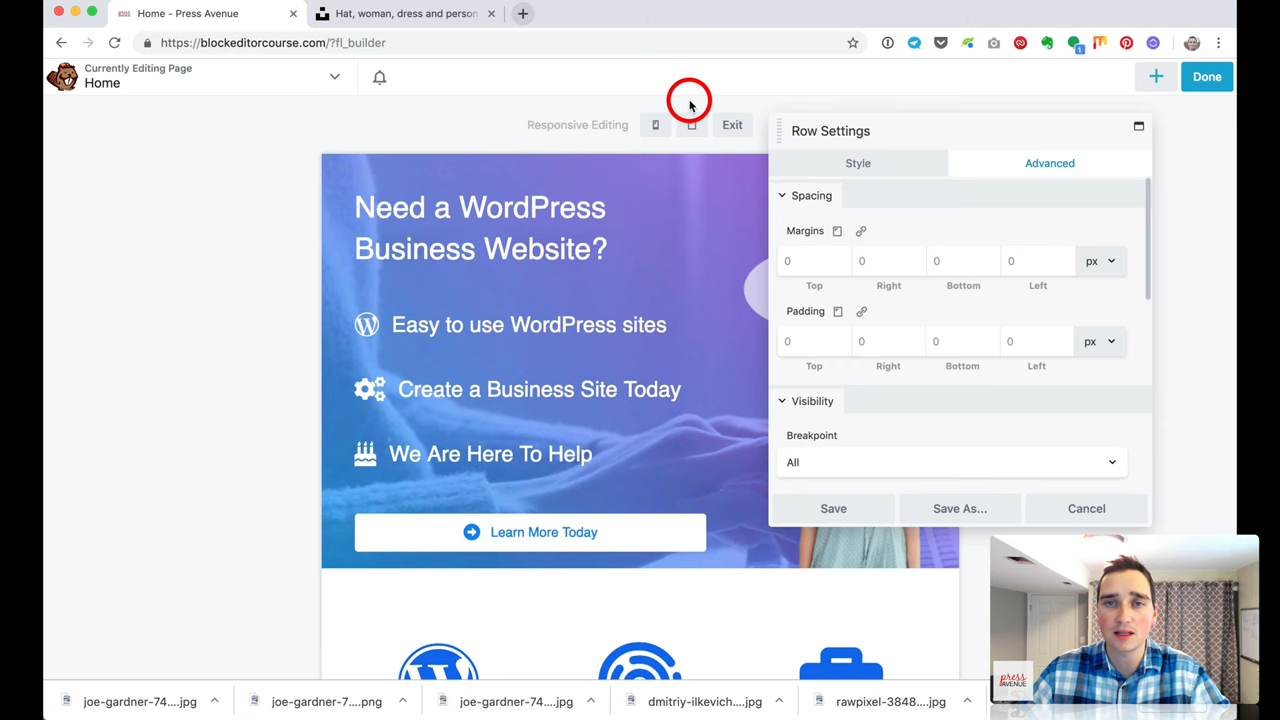 Home - Press Avenue
Hat, woman, dress and person
https://blockeditorcourse.com/?fl_builder
Currently Editing Page
Home
Done
Responsive Editing
Exit
Row Settings
Style
Advanced
Spacing
Margins
0 0 0 0 px
Top Right Bottom Left
Padding
0 0 0 0 px
Top Right Bottom Left
Visibility
Breakpoint
All
Save
Save As...
Cancel
Need a WordPress
Business Website?
Easy to use WordPress sites
Create a Business Site Today
We Are Here To Help
Learn More Today
press
AVENUE
joe-gardner-74....jpg
joe-gardner-7....png
joe-gardner-74....jpg
dmitriy-ilkevich....jpg
rawpixel-3848....jpg